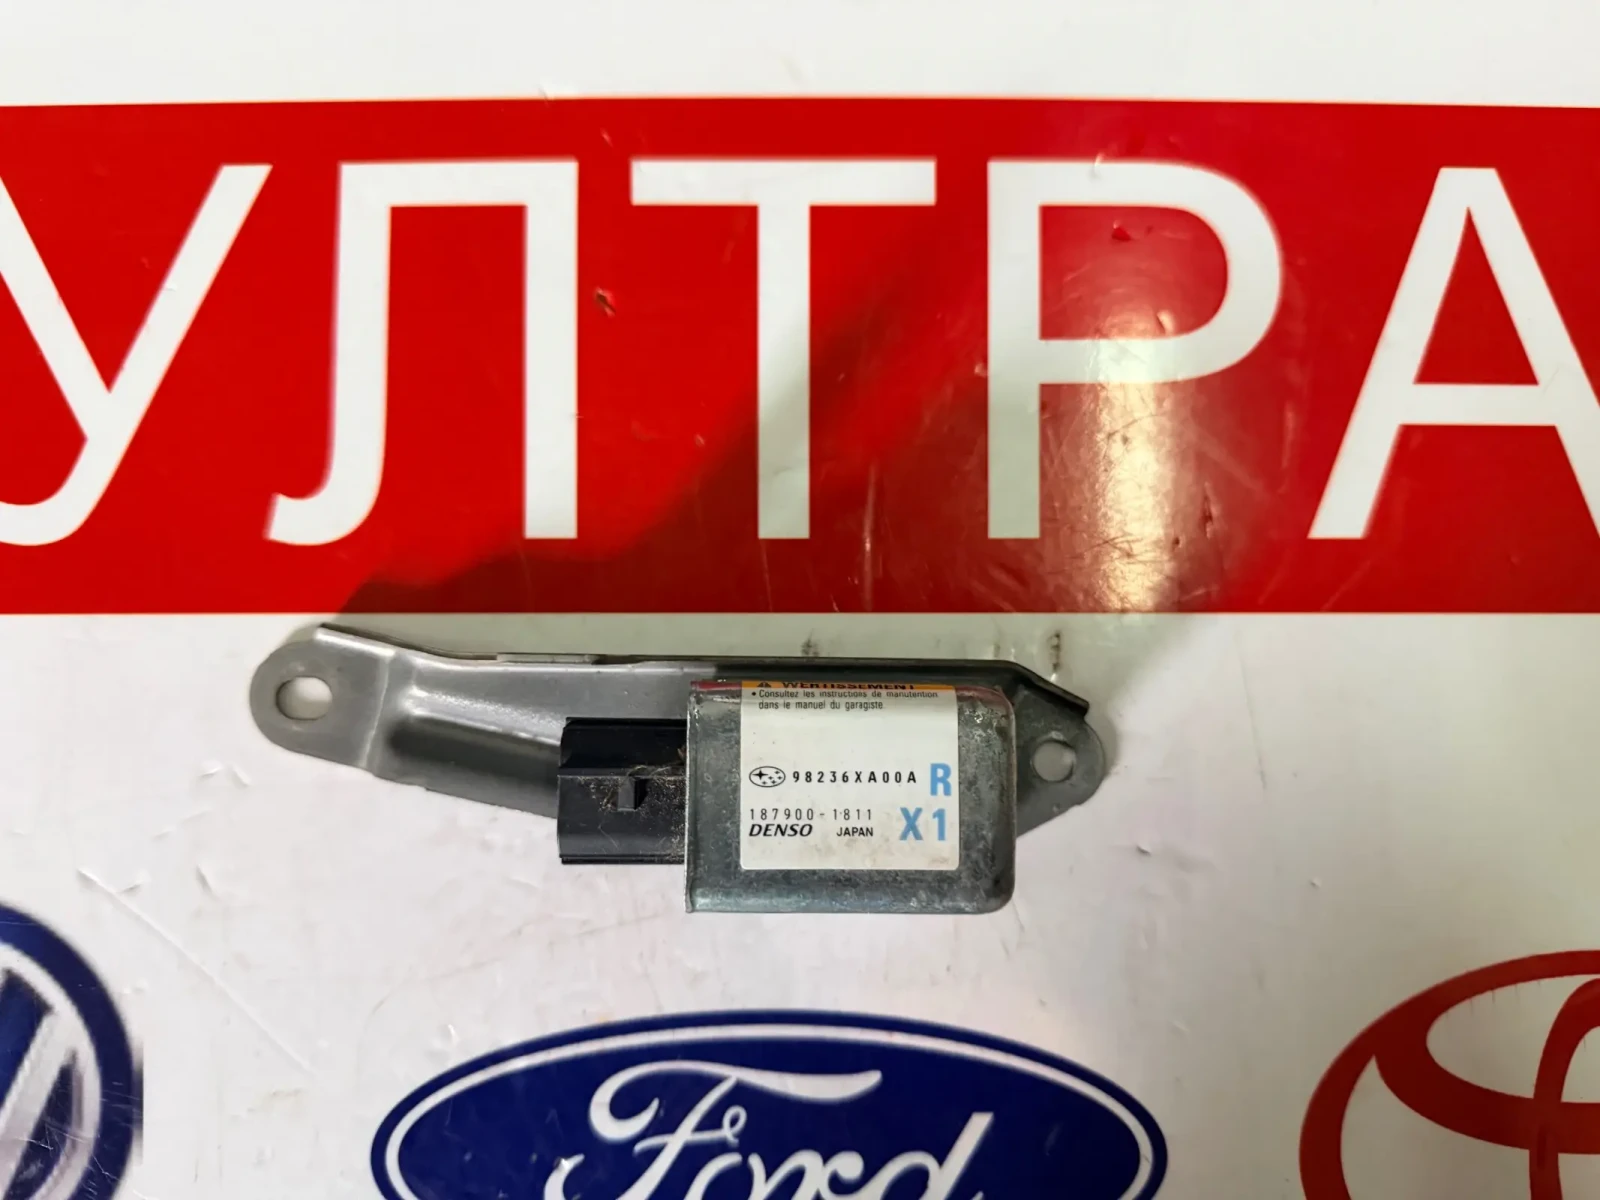 УЛТРА
WERTISSEMENT
• Consultez les instructions de manutention
dans le manuel du garagiste.
98236XA00A R
187900-1811 X1
DENSO JAPAN
Ford